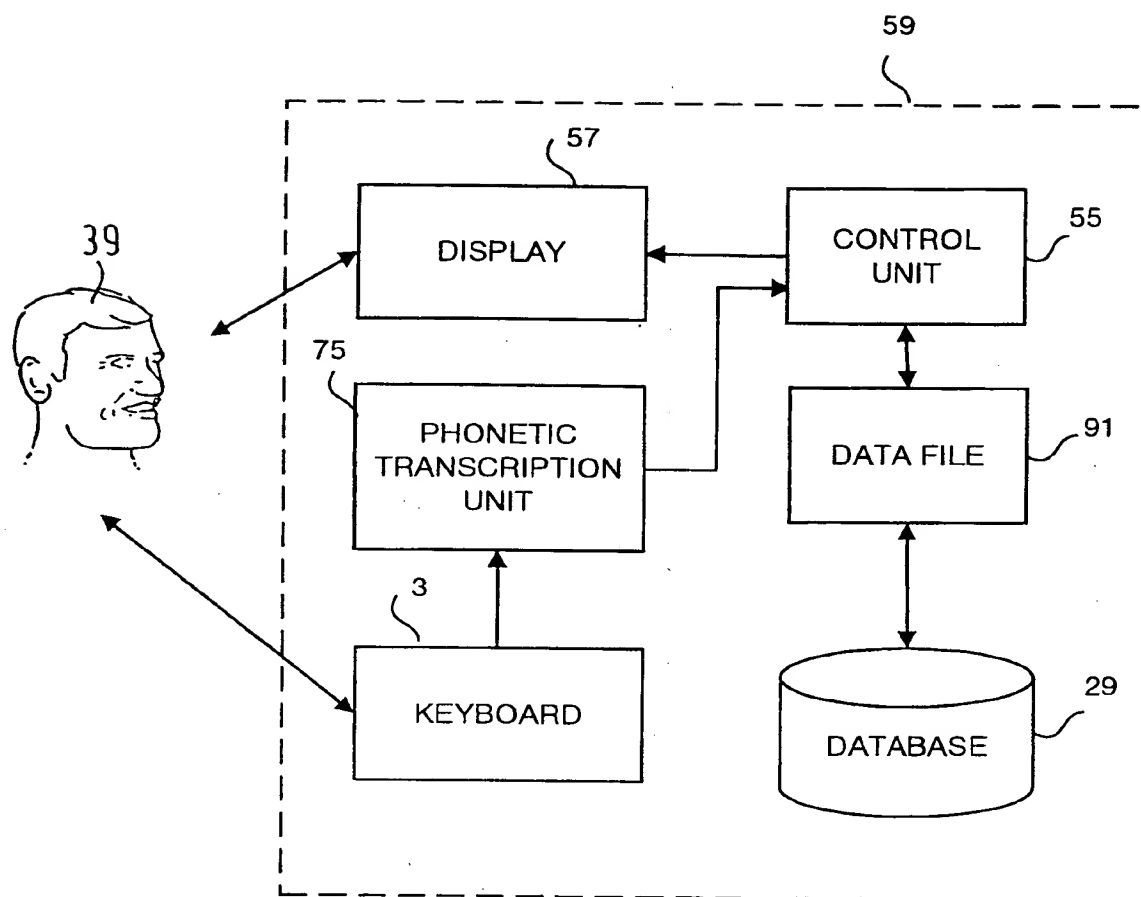 59
57
DISPLAY
CONTROL
UNIT
55
39
75
PHONETIC
TRANSCRIPTION
UNIT
DATA FILE
91
3
KEYBOARD
DATABASE
29